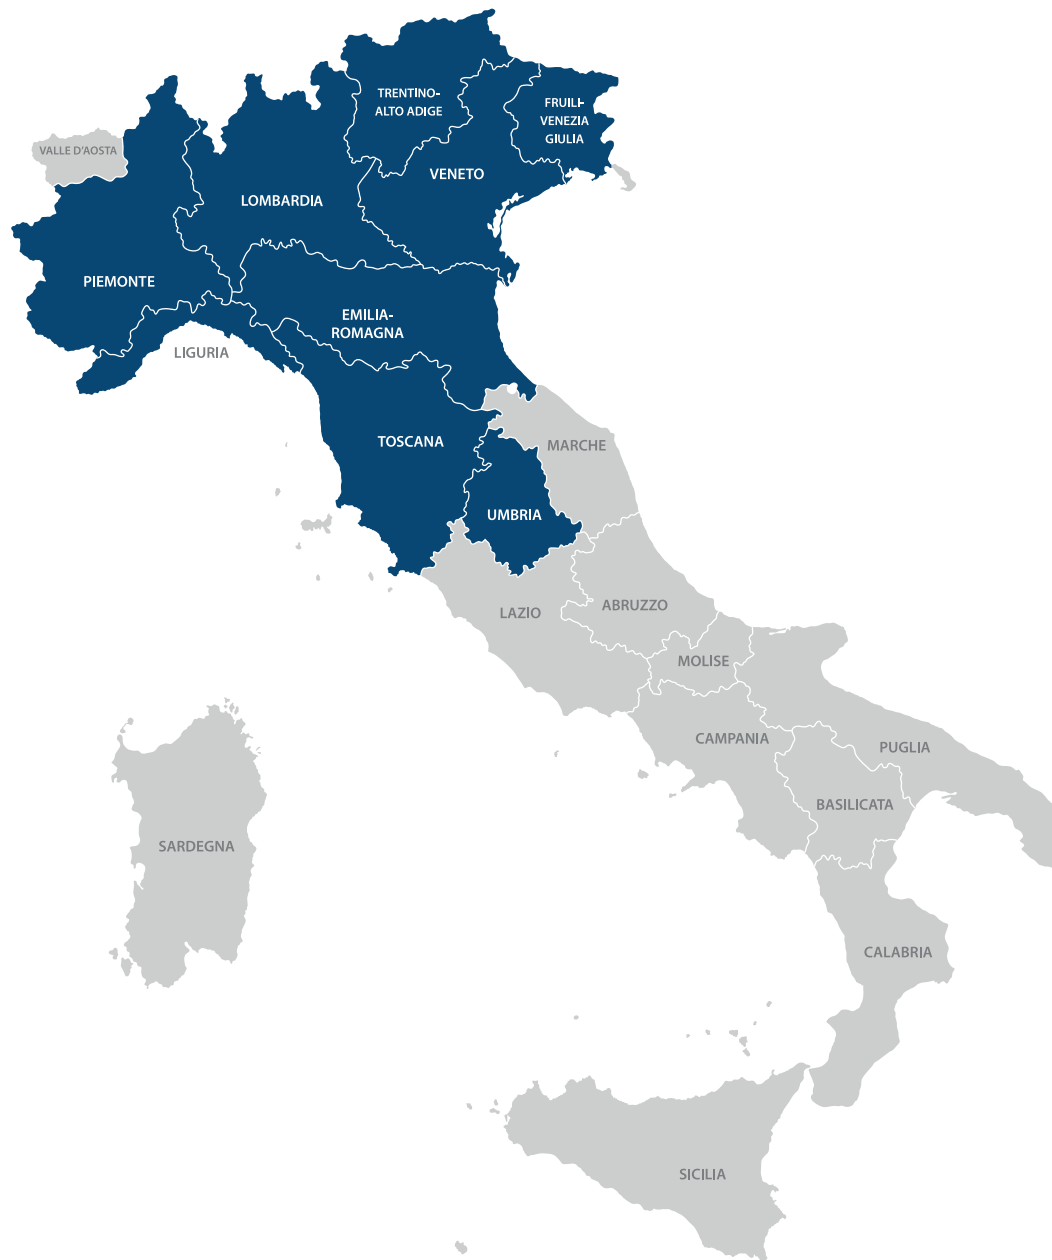 TRENTINO-
ALTO ADIGE
FRUILI-
VENEZIA
GIULIA
VALLE D'AOSTA
VENETO
LOMBARDIA
PIEMONTE
EMILIA-
ROMAGNA
LIGURIA
TOSCANA
MARCHE
UMBRIA
LAZIO
ABRUZZO
MOLISE
CAMPANIA
PUGLIA
BASILICATA
SARDEGNA
CALABRIA
SICILIA